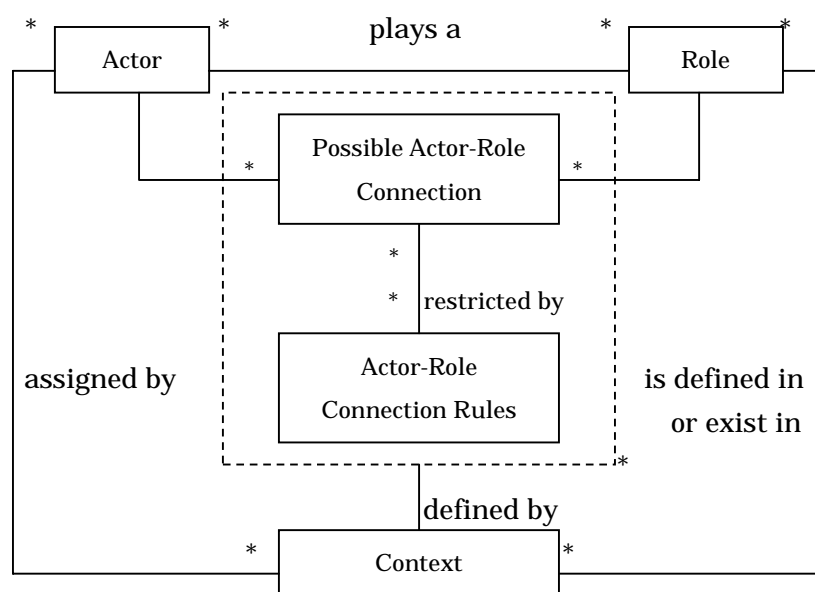 * * plays a * *
Actor
Role
Possible Actor-Role
* *
Connection
*
* restricted by
assigned by
Actor-Role
Connection Rules
is defined in
or exist in
*
defined by
* *
Context